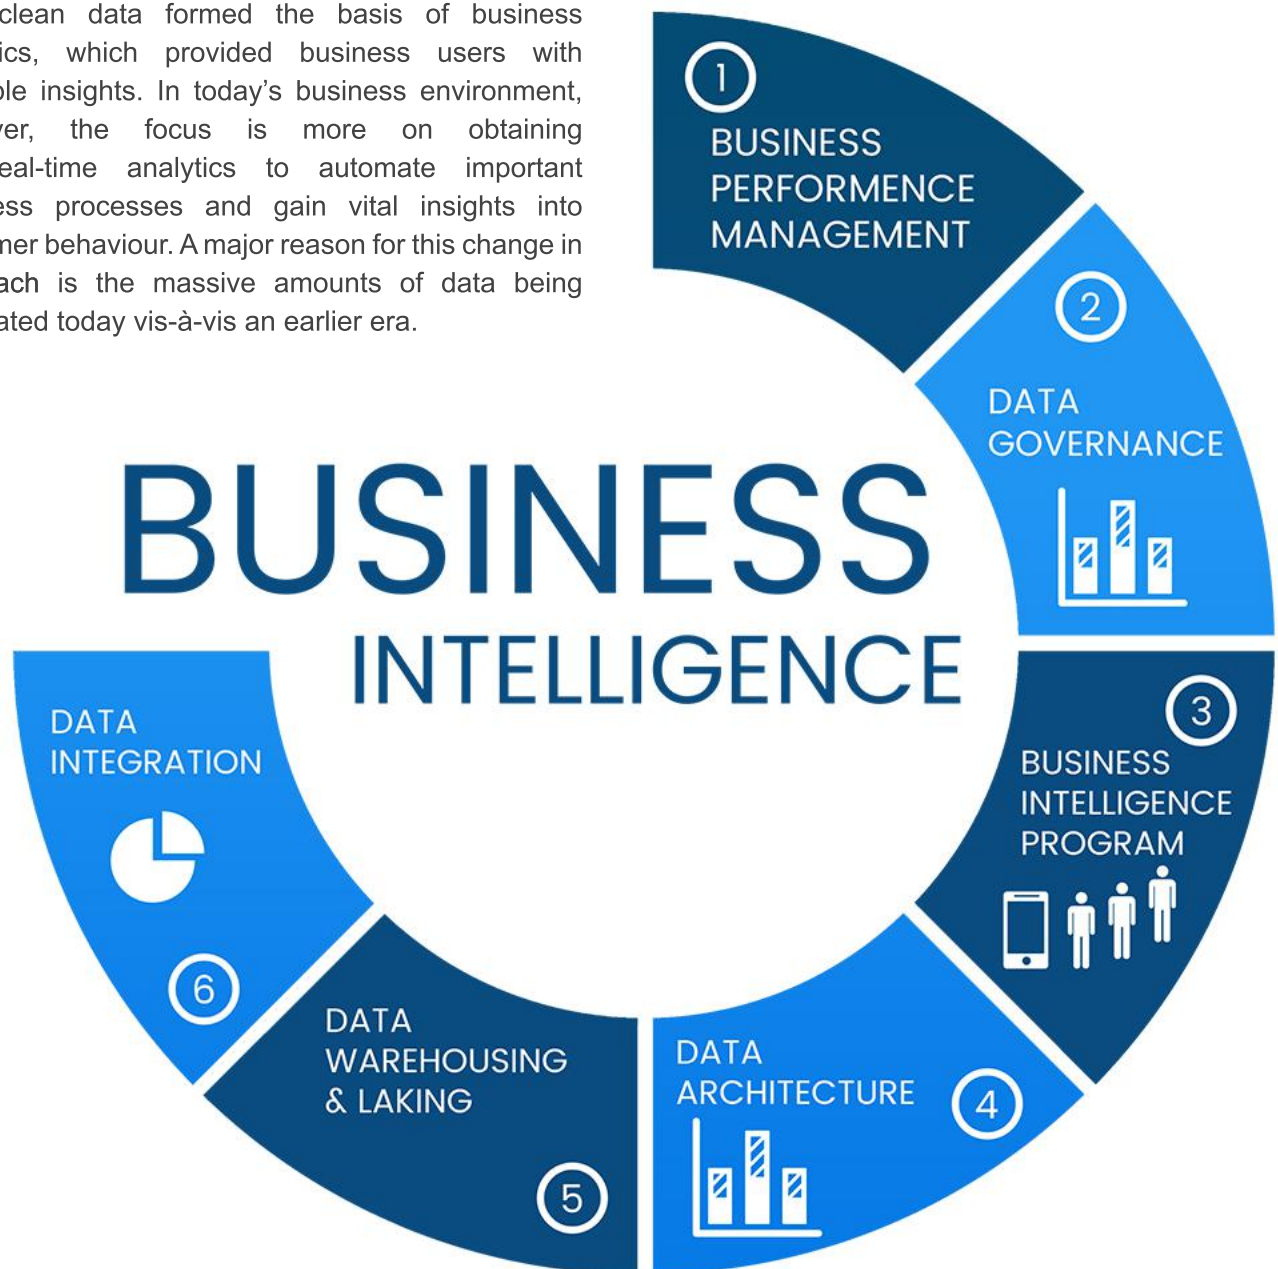 clean data formed the basis of business
ics, which provided business users with
ble insights. In today's business environment,
ver, the focus is more on obtaining
eal-time analytics to automate important
ess processes and gain vital insights into
mer behaviour. A major reason for this change in
ach is the massive amounts of data being
ated today vis-à-vis an earlier era.
1
BUSINESS
PERFORMENCE
MANAGEMENT
2
DATA
GOVERNANCE
BUSINESS
INTELLIGENCE
3
BUSINESS
INTELLIGENCE
PROGRAM
DATA
ARCHITECTURE
4
DATA
WAREHOUSING
& LAKING
5
DATA
INTEGRATION
6